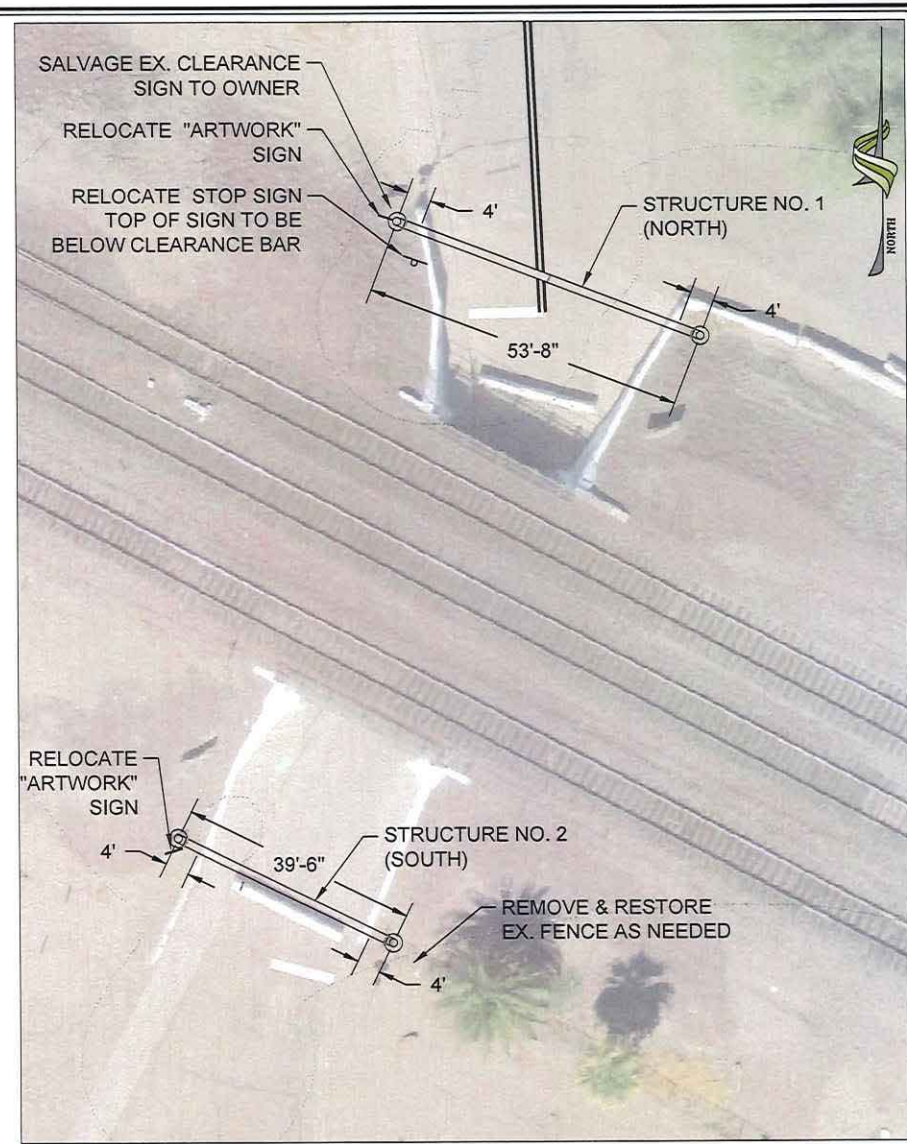 SALVAGE EX. CLEARANCE
SIGN TO OWNER
RELOCATE "ARTWORK"
SIGN
RELOCATE STOP SIGN
TOP OF SIGN TO BE
BELOW CLEARANCE BAR
4'
STRUCTURE NO. 1
(NORTH)
NORTH
4'
53'-8"
RELOCATE
"ARTWORK"
SIGN
4'
39'-6"
STRUCTURE NO. 2
(SOUTH)
REMOVE & RESTORE
EX. FENCE AS NEEDED
4'